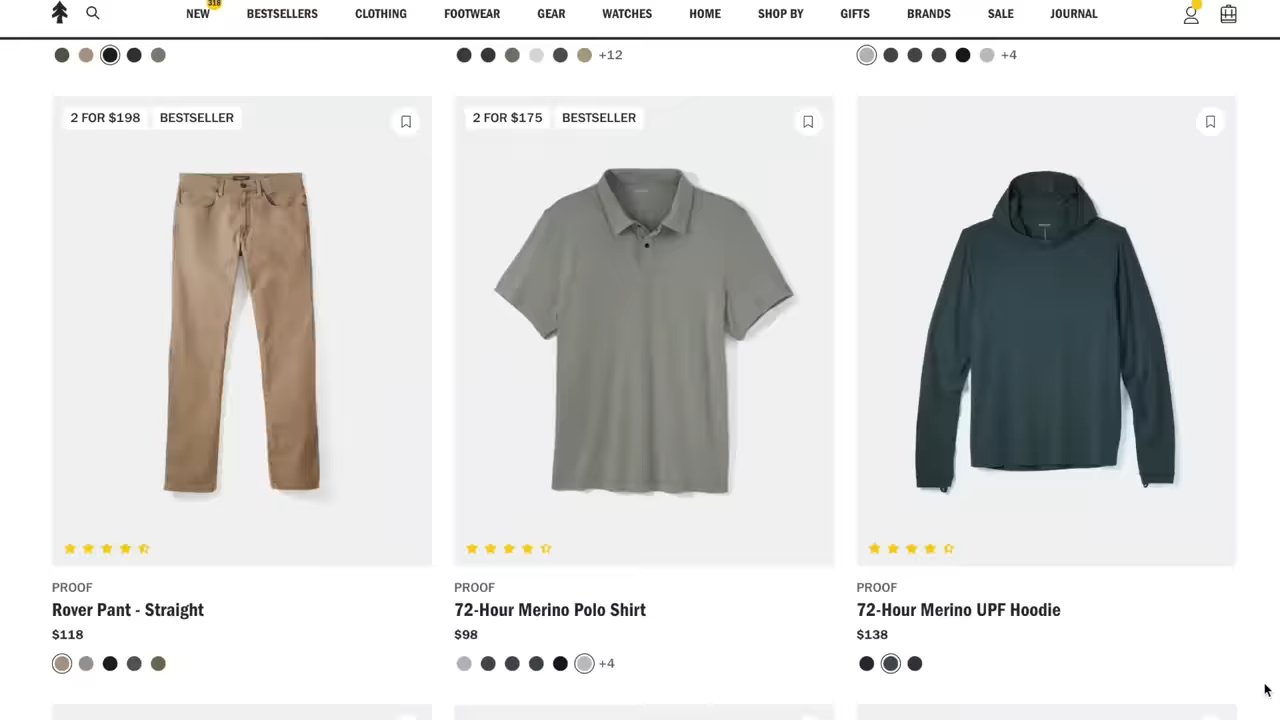 318
NEW BESTSELLERS CLOTHING FOOTWEAR GEAR WATCHES HOME SHOP BY GIFTS BRANDS SALE JOURNAL
+12 +4
2 FOR $198 BESTSELLER
2 FOR $175 BESTSELLER
PROOF
Rover Pant - Straight
$118
PROOF
72-Hour Merino Polo Shirt
$98
+4
PROOF
72-Hour Merino UPF Hoodie
$138